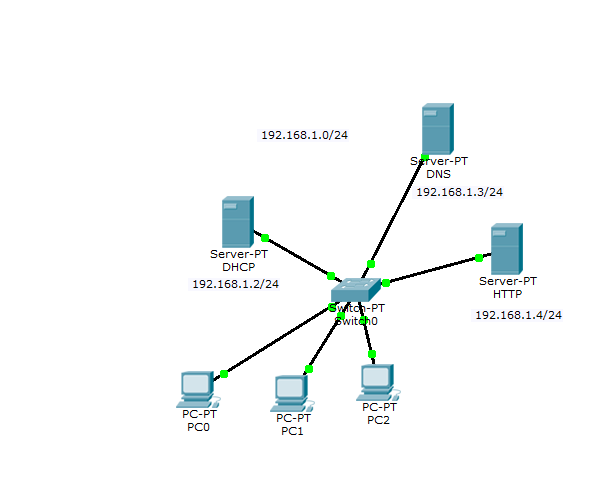 192.168.1.0/24
Server-PT
DNS
192.168.1.3/24
Server-PT
DHCP
192.168.1.2/24
Server-PT
HTTP
192.168.1.4/24
Switch-PT
Switch0
PC-PT
PC0
PC-PT
PC1
PC-PT
PC2